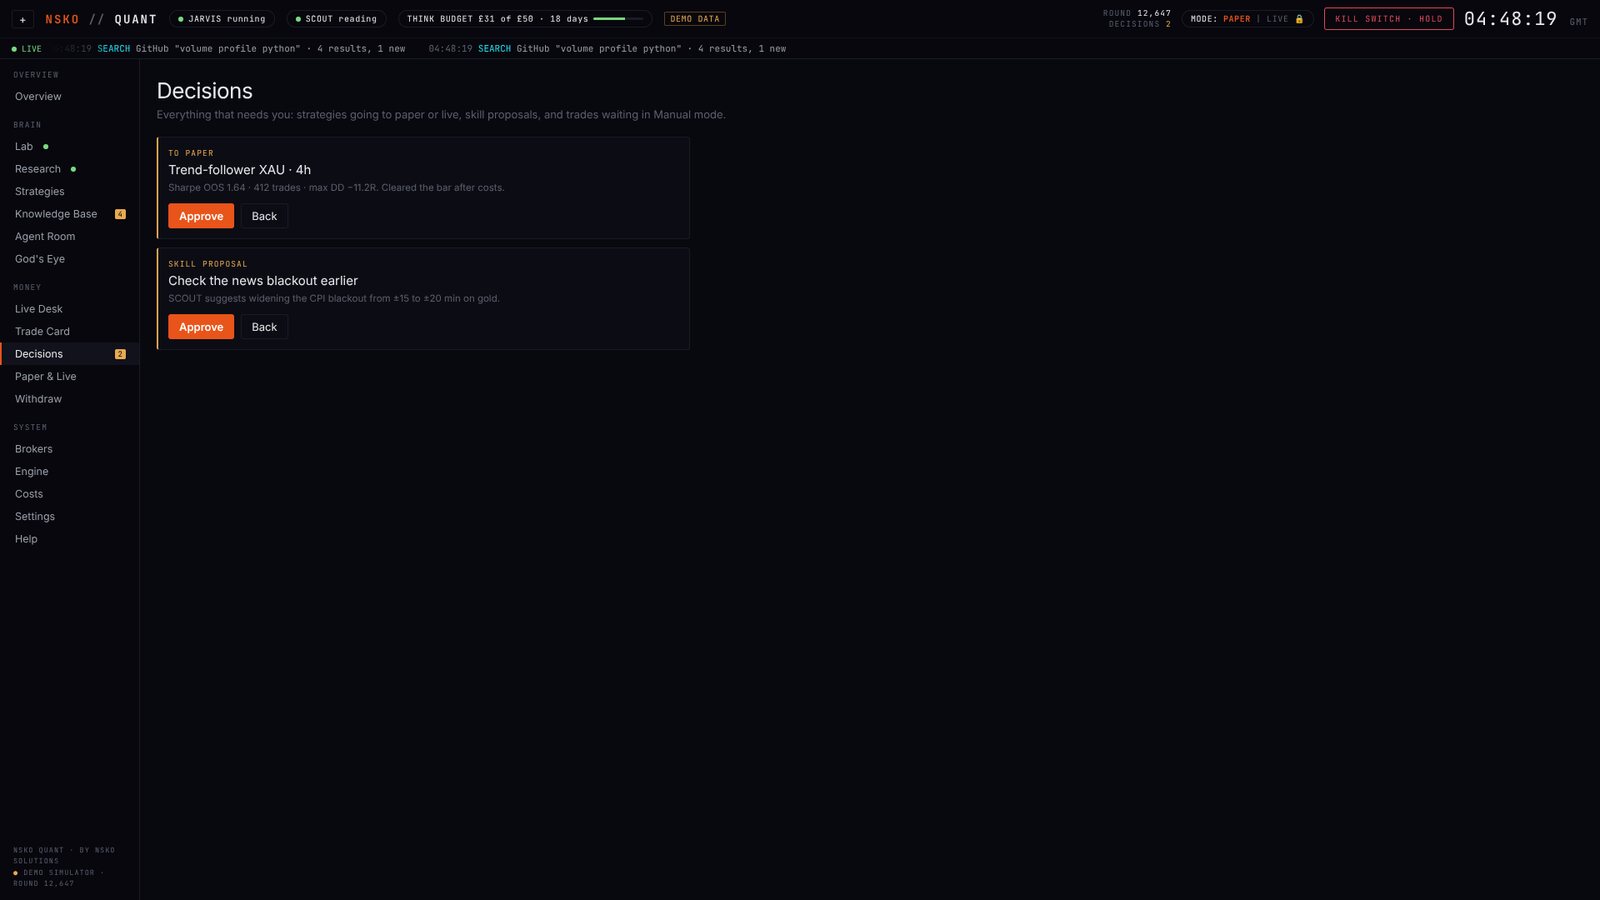 + NSKO // QUANT JARVIS running SCOUT reading THINK BUDGET £31 of £50 · 18 days DEMO DATA
ROUND 12,647
DECISIONS 2
MODE: PAPER | LIVE 🔒 KILL SWITCH · HOLD 04:48:19 GMT
LIVE :48:19 SEARCH GitHub "volume profile python" · 4 results, 1 new 04:48:19 SEARCH GitHub "volume profile python" · 4 results, 1 new
OVERVIEW
Overview
BRAIN
Lab
Research
Strategies
Knowledge Base 4
Agent Room
God's Eye
MONEY
Live Desk
Trade Card
Decisions 2
Paper & Live
Withdraw
SYSTEM
Brokers
Engine
Costs
Settings
Help
NSKO QUANT · BY NSKO
SOLUTIONS
DEMO SIMULATOR ·
ROUND 12,647
Decisions
Everything that needs you: strategies going to paper or live, skill proposals, and trades waiting in Manual mode.
TO PAPER
Trend-follower XAU · 4h
Sharpe OOS 1.64 · 412 trades · max DD −11.2R. Cleared the bar after costs.
Approve Back
SKILL PROPOSAL
Check the news blackout earlier
SCOUT suggests widening the CPI blackout from ±15 to ±20 min on gold.
Approve Back